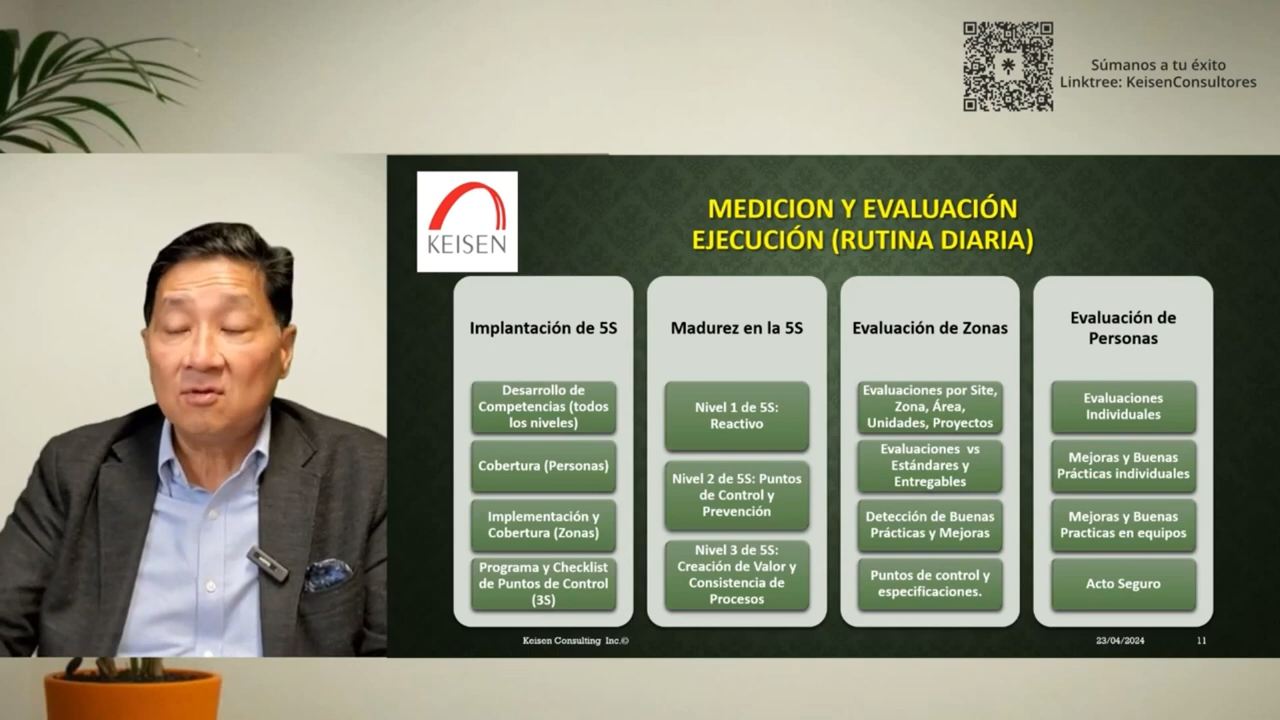 Súmanos a tu éxito
Linktree: KeisenConsultores
KEISEN
MEDICION Y EVALUACIÓN
EJECUCIÓN (RUTINA DIARIA)
Implantación de 5S
Desarrollo de
Competencias (todos
los niveles)
Cobertura (Personas)
Implementación y
Cobertura (Zonas)
Programa y Checklist
de Puntos de Control
(3S)
Madurez en la 5S
Nivel 1 de 5S:
Reactivo
Nivel 2 de 5S: Puntos
de Control y
Prevención
Nivel 3 de 5S:
Creación de Valor y
Consistencia de
Procesos
Evaluación de Zonas
Evaluaciones por Site,
Zona, Área,
Unidades, Proyectos
Evaluaciones vs
Estándares y
Entregables
Detección de Buenas
Prácticas y Mejoras
Puntos de control y
especificaciones.
Evaluación de
Personas
Evaluaciones
Individuales
Mejoras y Buenas
Prácticas individuales
Mejoras y Buenas
Practicas en equipos
Acto Seguro
Keisen Consulting Inc.©
23/04/2024
11